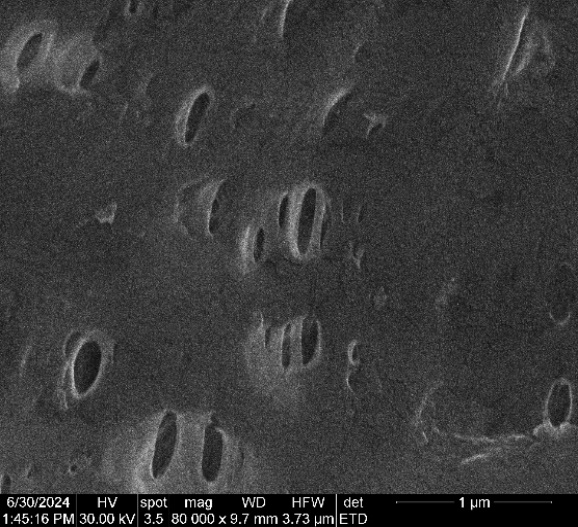 6/30/2024 HV spot mag WD HFW det 1 µm
1:45:16 PM 30.00 kV 3.5 80 000 x 9.7 mm 3.73 µm ETD